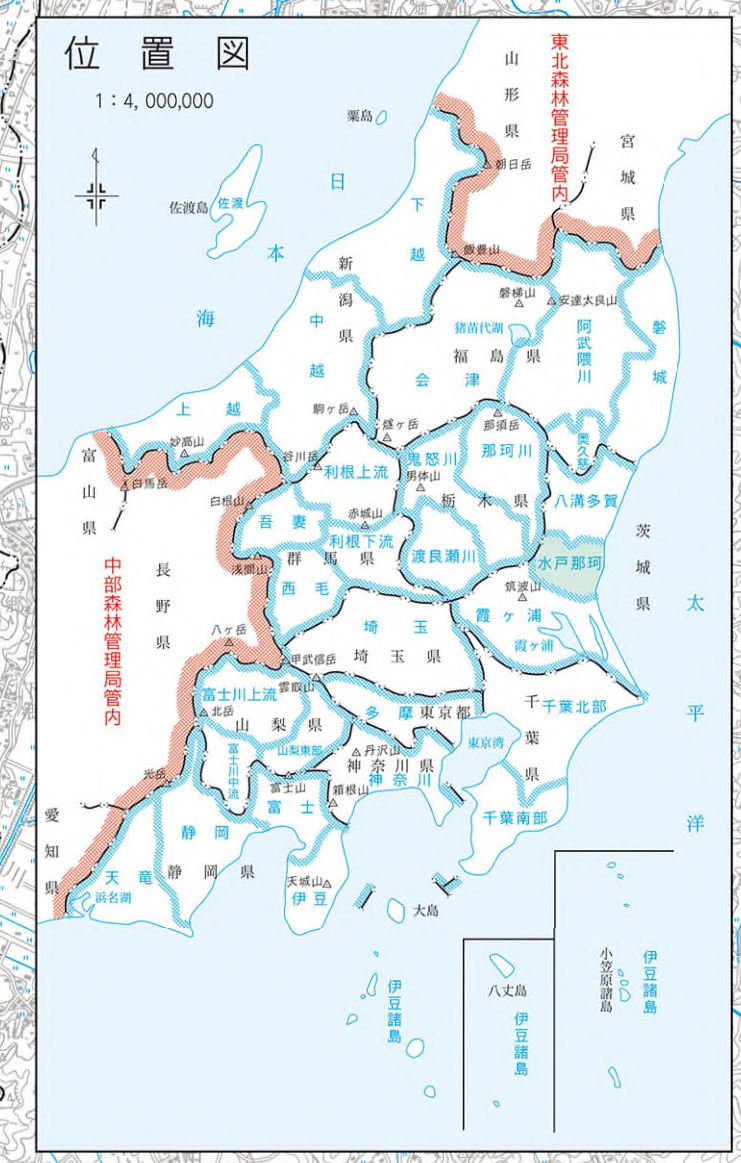 位置図
1：4,000,000
東北森林管理局管内
山形県
宮城県
粟島
朝日岳
日本海
佐渡島
佐渡
下越
飯豊山
新潟県
磐梯山
安達太良山
中越
猪苗代湖
福島県
阿武隈川
磐城
会津
上越
駒ヶ岳
燧ヶ岳
那須岳
奥久慈
妙高山
谷川岳
利根上流
鬼怒川
那珂川
富山県
白馬岳
白根山
男体山
栃木県
八溝多賀
赤城山
吾妻
利根下流
渡良瀬川
水戸那珂
茨城県
群馬県
浅間山
西毛
筑波山
中部森林管理局管内
長野県
霞ヶ浦
霞ヶ浦
太平洋
八ヶ岳
埼玉
埼玉県
甲武信岳
雲取山
富士川上流
北岳
山梨県
多摩
東京都
千葉県
千葉北部
東京湾
山梨東部
丹沢山
神奈川県
神奈川
富士川中流
光岳
富士山
箱根山
富士
千葉南部
愛知県
静岡
静岡県
天竜
浜名湖
天城山
伊豆
大島
伊豆諸島
八丈島
伊豆諸島
小笠原諸島
伊豆諸島